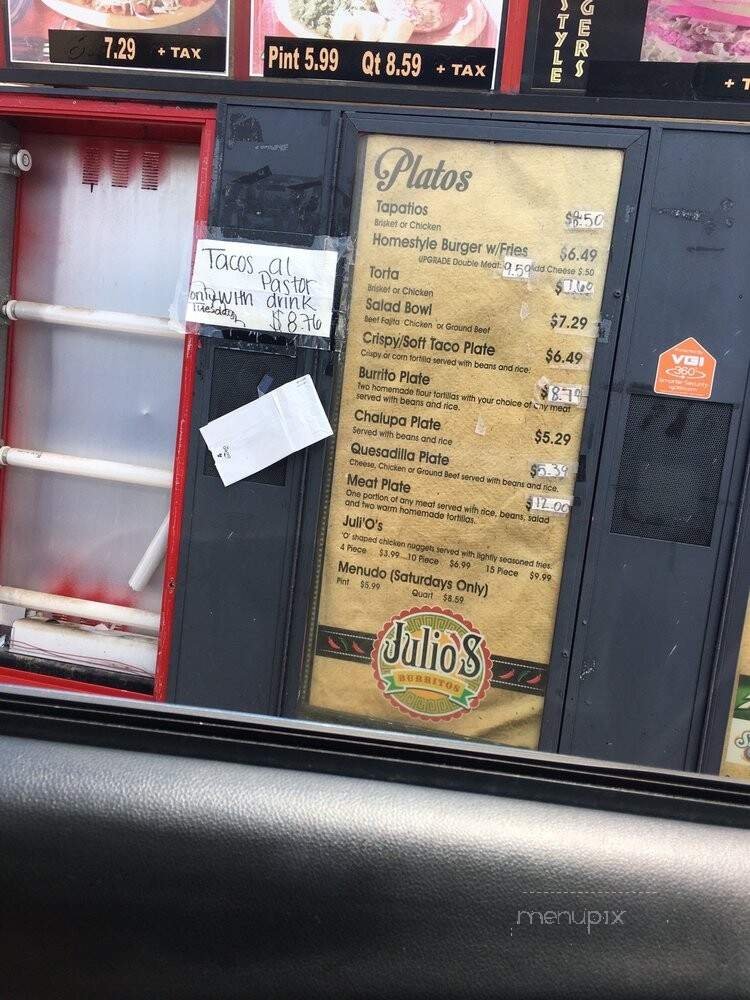 7.29 + TAX
Pint 5.99 Qt 8.59 + TAX
STYLE
GERS
+ T
Tacos al
Pastor
only with drink
Tuesday
$8.76
Platos
Tapatios $8.50
Brisket or Chicken
Homestyle Burger w/Fries $6.49
UPGRADE Double Meat: 9.59 Add Cheese $.50
Torta
Brisket or Chicken
Salad Bowl $7.29
Beef Fajita Chicken or Ground Beef
Crispy/Soft Taco Plate $6.49
Crispy or corn tortilla served with beans and rice.
Burrito Plate
Two homemade flour tortillas with your choice of any meat
served with beans and rice.
Chalupa Plate $5.29
Served with beans and rice
Quesadilla Plate $5.39
Cheese, Chicken or Ground Beef served with beans and rice.
Meat Plate $12.00
One portion of any meat served with rice, beans, salad
and two warm homemade tortillas.
Juli'O's
'O' shaped chicken nuggets served with lightly seasoned fries.
4 Piece $3.99 10 Piece $6.99 15 Piece $9.99
Menudo (Saturdays Only)
Pint $5.99 Quart $8.59
Julio's
BURRITOS
VGI
360°
menupix